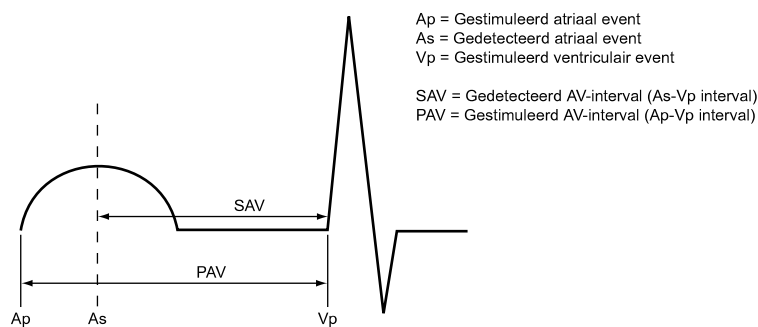 Ap = Gestimuleerd atriaal event
As = Gedetecteerd atriaal event
Vp = Gestimuleerd ventriculair event
SAV = Gedetecteerd AV-interval (As-Vp interval)
PAV = Gestimuleerd AV-interval (Ap-Vp interval)
SAV
PAV
Ap
As
Vp